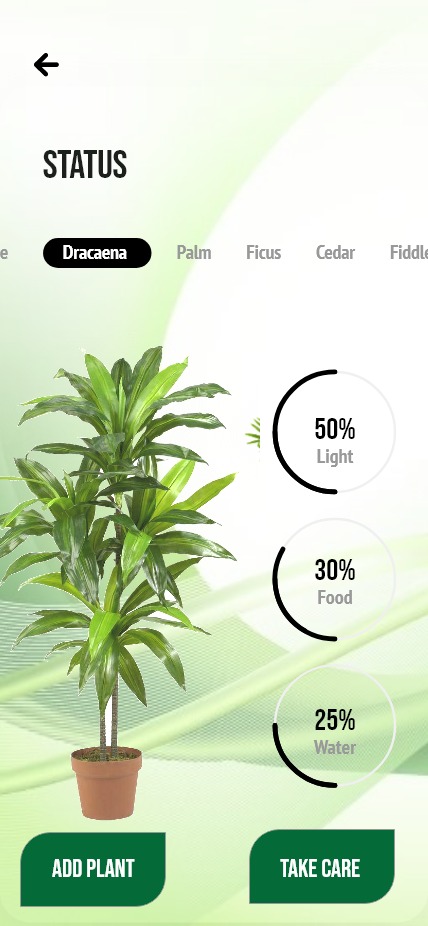 STATUS
e Dracaena Palm Ficus Cedar Fiddle
50%
Light
30%
Food
25%
Water
ADD PLANT TAKE CARE